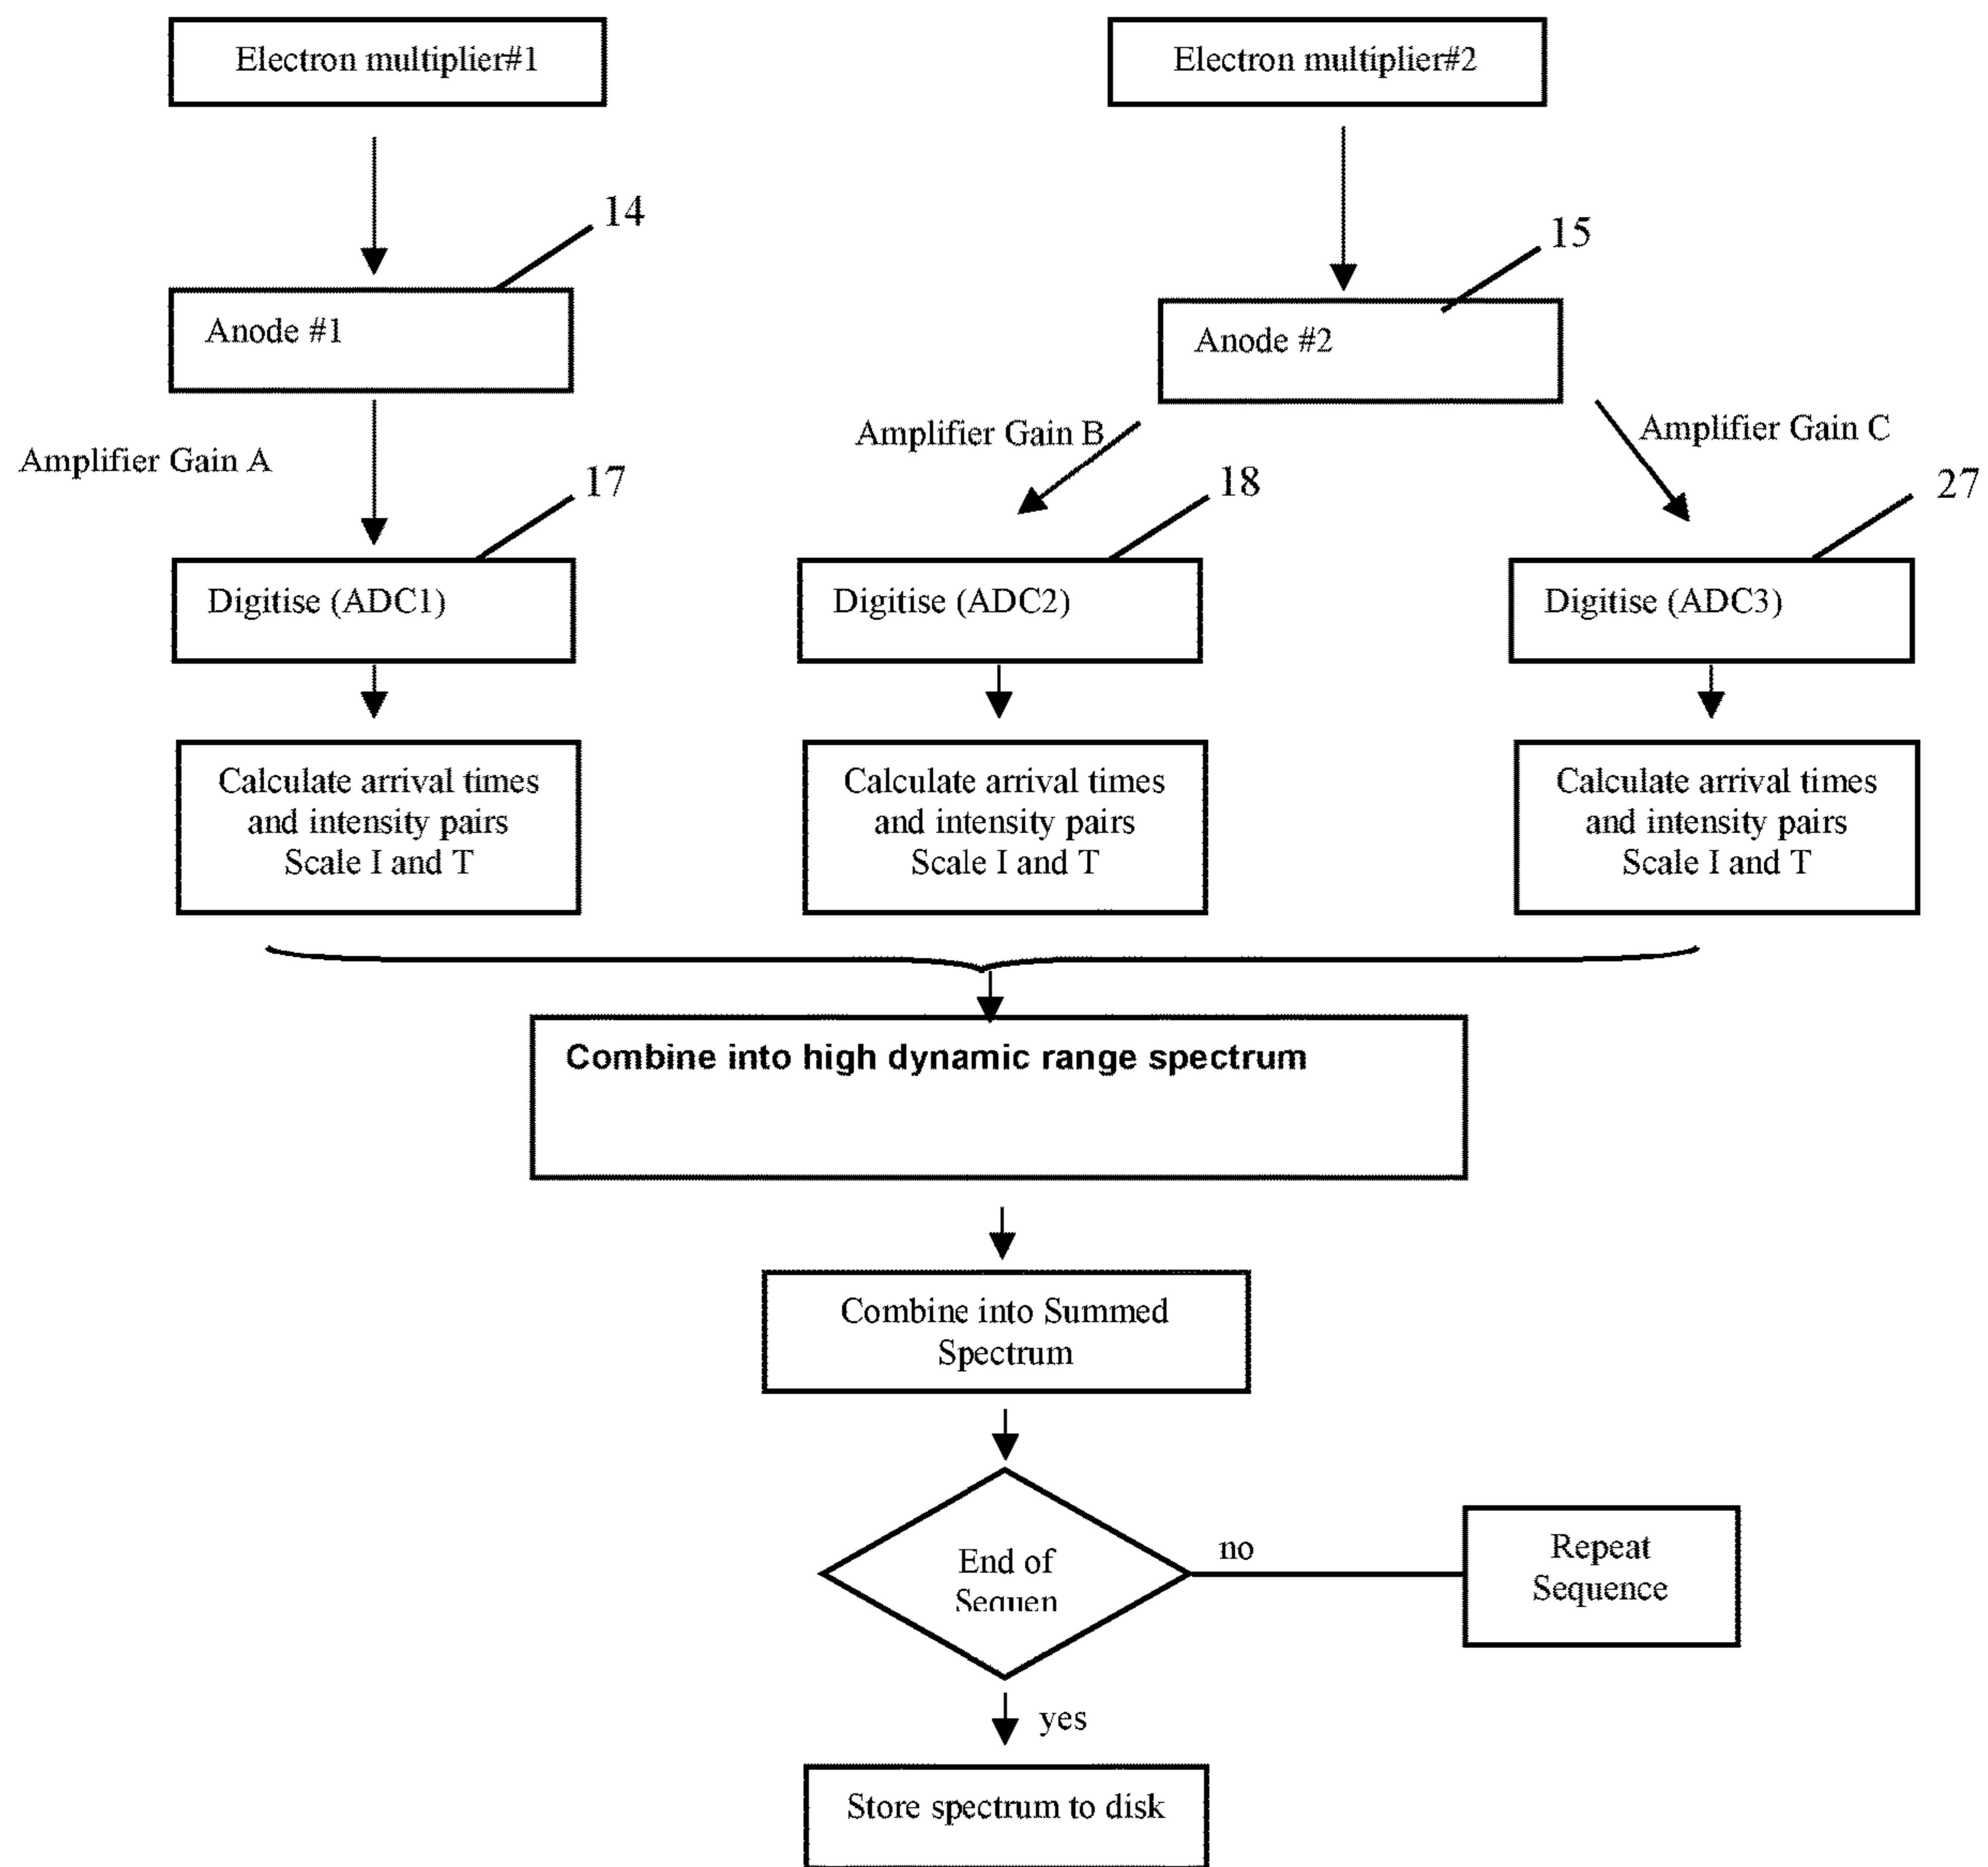 Electron multiplier#1
Electron multiplier#2
14
15
Anode #1
Anode #2
Amplifier Gain A
Amplifier Gain B
Amplifier Gain C
17
18
27
Digitise (ADC1)
Digitise (ADC2)
Digitise (ADC3)
Calculate arrival times
and intensity pairs
Scale I and T
Calculate arrival times
and intensity pairs
Scale I and T
Calculate arrival times
and intensity pairs
Scale I and T
Combine into high dynamic range spectrum
Combine into Summed
Spectrum
End of
Sequen
no
Repeat
Sequence
yes
Store spectrum to disk